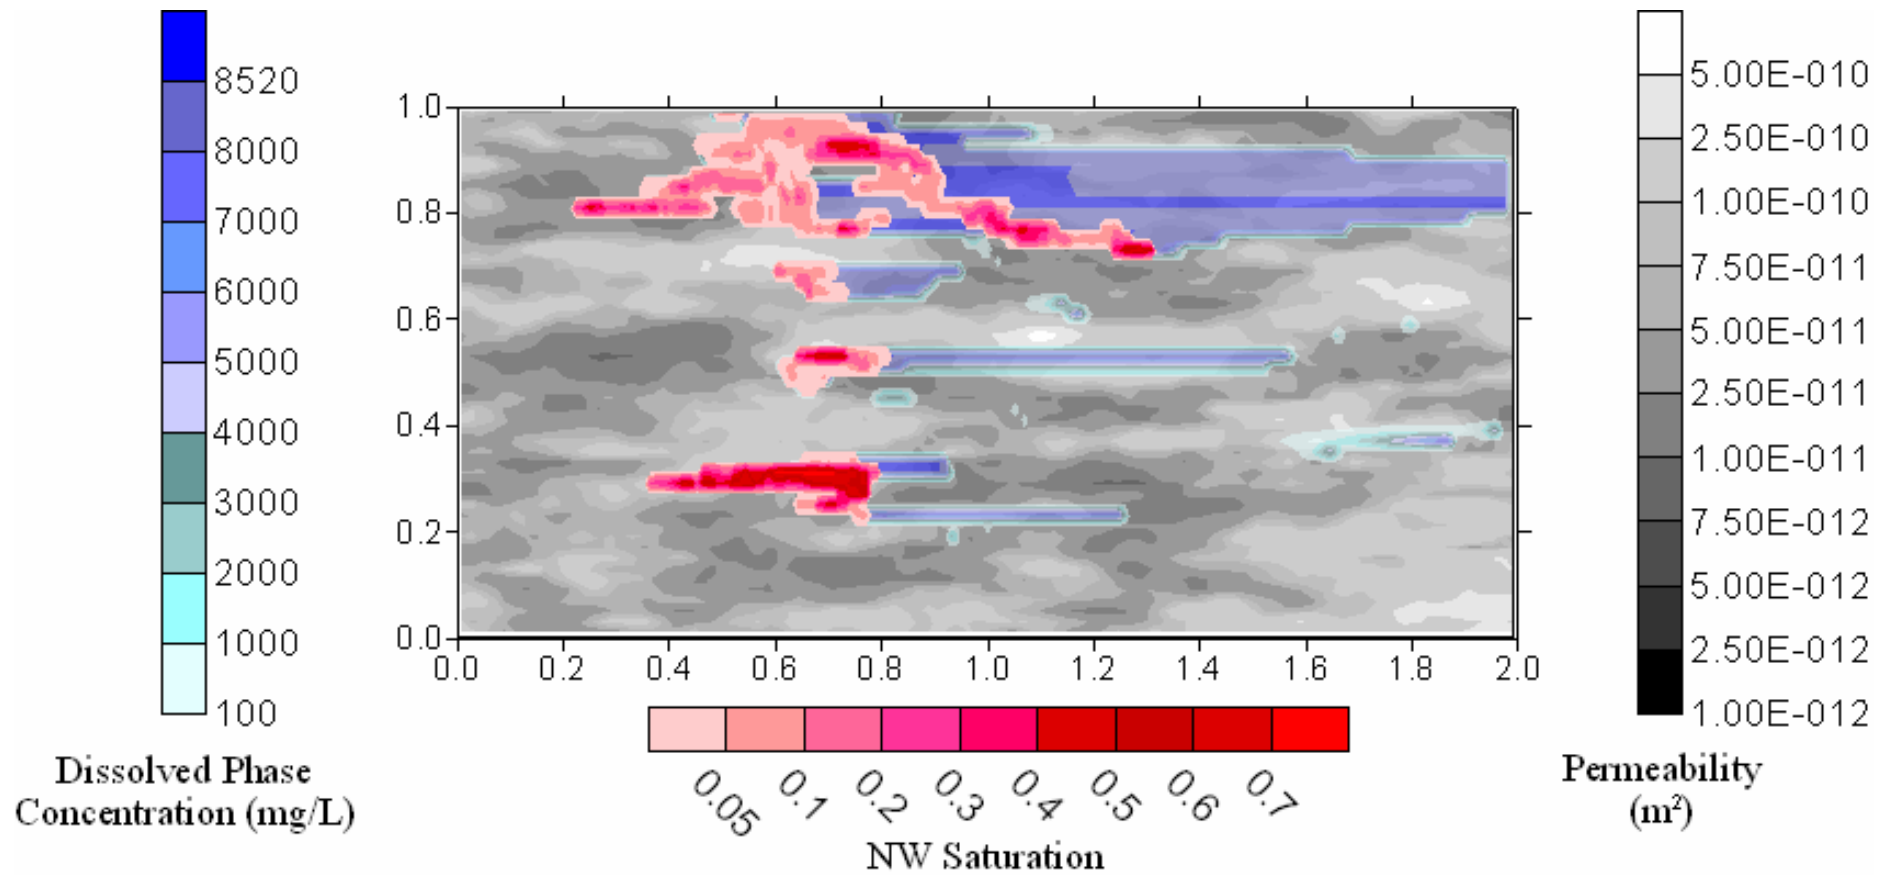 8520
8000
7000
6000
5000
4000
3000
2000
1000
100
Dissolved Phase
Concentration (mg/L)
1.0
0.8
0.6
0.4
0.2
0.0
0.0 0.2 0.4 0.6 0.8 1.0 1.2 1.4 1.6 1.8 2.0
0.05 0.1 0.2 0.3 0.4 0.5 0.6 0.7
NW Saturation
5.00E-010
2.50E-010
1.00E-010
7.50E-011
5.00E-011
2.50E-011
1.00E-011
7.50E-012
5.00E-012
2.50E-012
1.00E-012
Permeability
(m²)